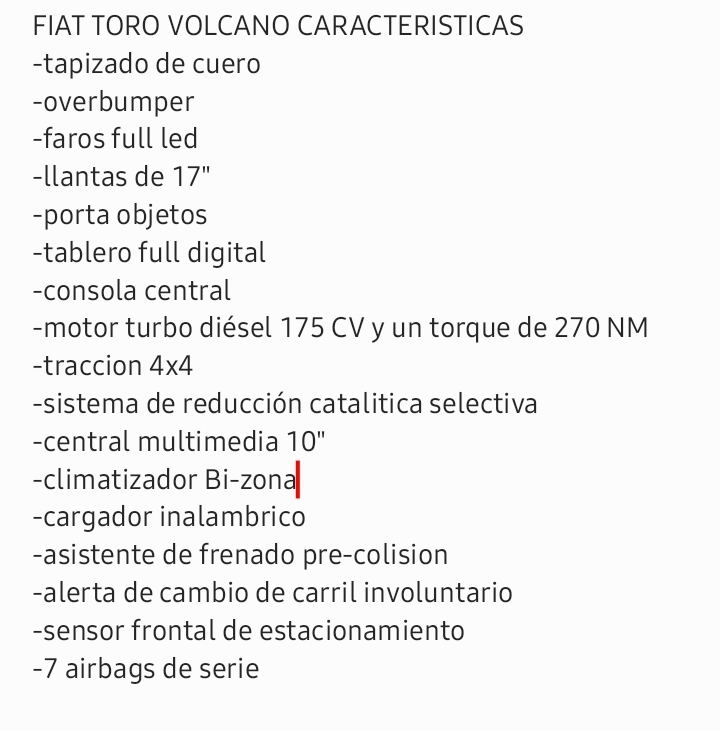 FIAT TORO VOLCANO CARACTERISTICAS
-tapizado de cuero
-overbumper
-faros full led
-llantas de 17"
-porta objetos
-tablero full digital
-consola central
-motor turbo diésel 175 CV y un torque de 270 NM
-traccion 4x4
-sistema de reducción catalitica selectiva
-central multimedia 10"
-climatizador Bi-zona
-cargador inalambrico
-asistente de frenado pre-colision
-alerta de cambio de carril involuntario
-sensor frontal de estacionamiento
-7 airbags de serie